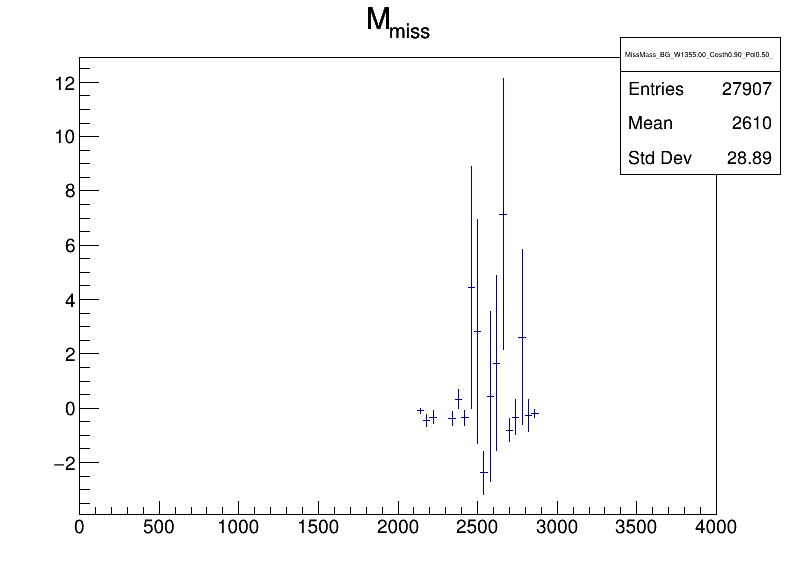 M_miss
MissMass_BG_W1355.00_Costh0.90_Pol0.50_
Entries 27907
Mean 2610
Std Dev 28.89
12
10
8
6
4
2
0
−2
0 500 1000 1500 2000 2500 3000 3500 4000